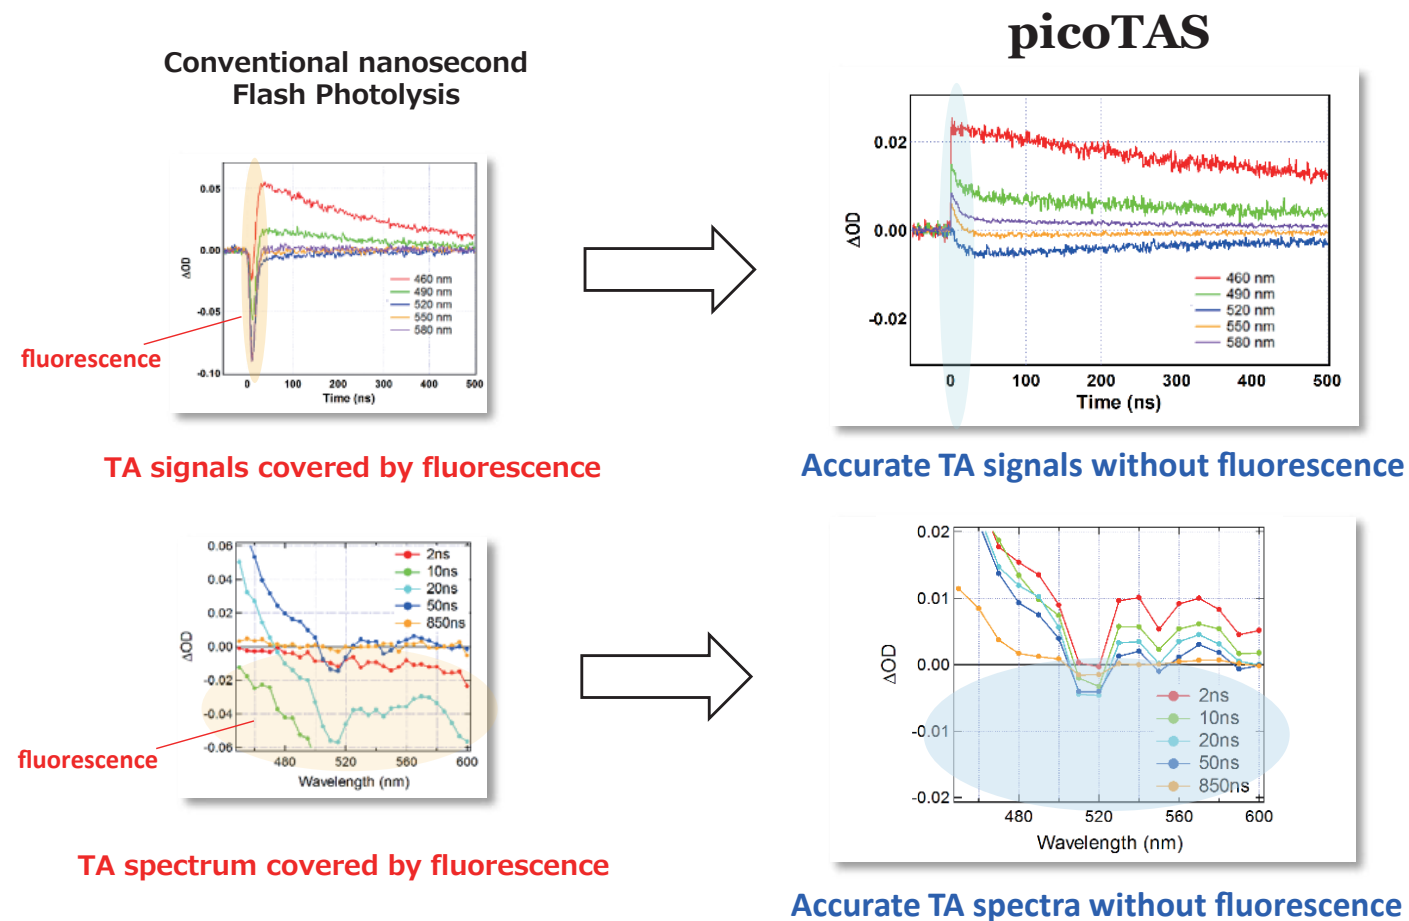 Conventional nanosecond
Flash Photolysis
picoTAS
0.05
0.00
-0.05
-0.10
ΔOD
0
100
200
300
400
500
Time (ns)
460 nm
490 nm
520 nm
550 nm
580 nm
fluorescence
0.02
0.00
-0.02
ΔOD
0
100
200
300
400
500
Time (ns)
460 nm
490 nm
520 nm
550 nm
580 nm
TA signals covered by fluorescence
Accurate TA signals without fluorescence
0.06
0.04
0.02
0.00
-0.02
-0.04
-0.06
ΔOD
480
520
560
600
Wavelength (nm)
2ns
10ns
20ns
50ns
850ns
fluorescence
0.02
0.01
0.00
-0.01
-0.02
ΔOD
480
520
560
600
Wavelength (nm)
2ns
10ns
20ns
50ns
850ns
TA spectrum covered by fluorescence
Accurate TA spectra without fluorescence